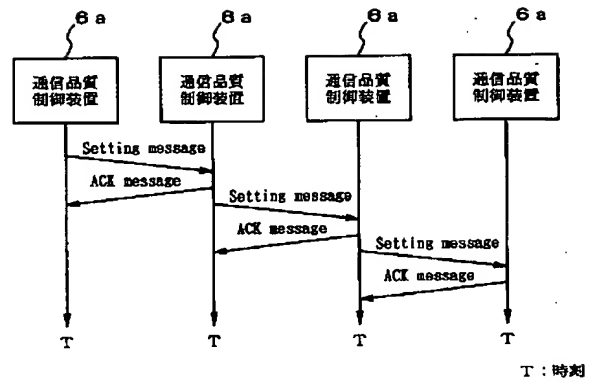 6a 6a 6a 6a
通信品質 通信品質 通信品質 通信品質
制御装置 制御装置 制御装置 制御装置
Setting message
ACK message
Setting message
ACK message
Setting message
ACK message
T T T T
T：時刻